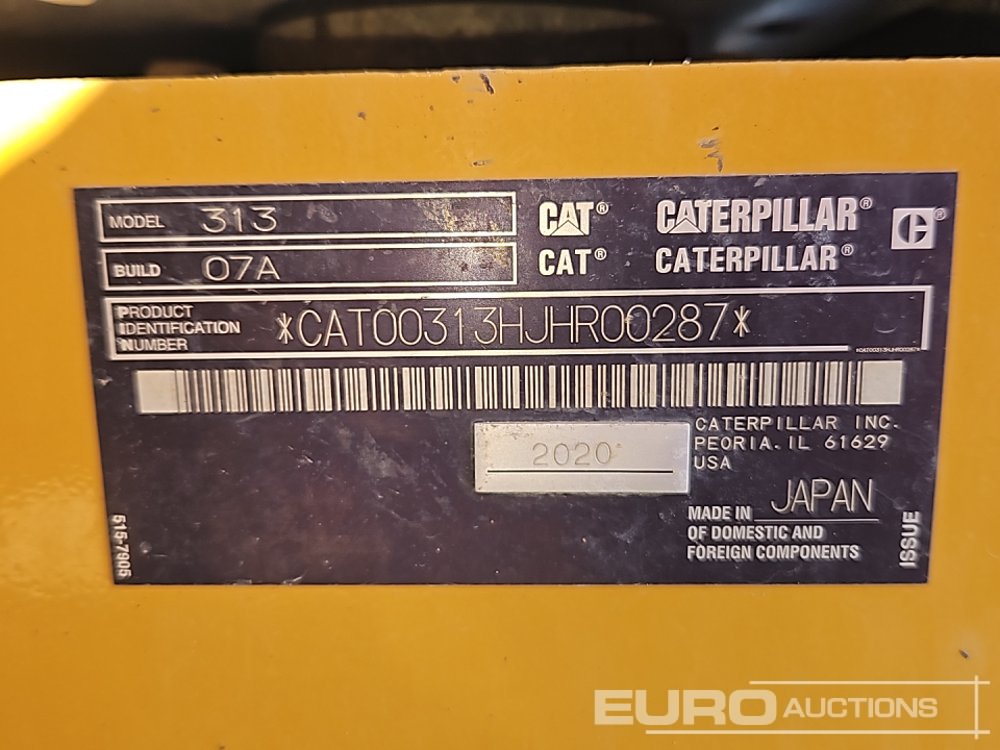 MODEL 313
BUILD 07A
CAT® CATERPILLAR® ®
CAT® CATERPILLAR®
PRODUCT
IDENTIFICATION
NUMBER
*CAT00313HJHR00287*
*CAT00313HJHR00287*
2020
CATERPILLAR INC.
PEORIA. IL 61629
USA
MADE IN JAPAN
OF DOMESTIC AND
FOREIGN COMPONENTS
515-7905
ISSUE
EURO AUCTIONS